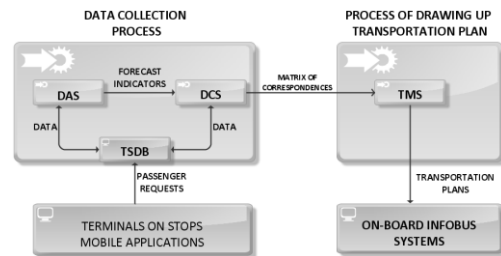 DATA COLLECTION
PROCESS
PROCESS OF DRAWING UP
TRANSPORTATION PLAN
FORECAST
INDICATORS
MATRIX OF
CORRESPONDENCES
DAS
DCS
TMS
DATA
DATA
TSDB
PASSENGER
REQUESTS
TRANSPORTATION
PLANS
TERMINALS ON STOPS
MOBILE APPLICATIONS
ON-BOARD INFOBUS
SYSTEMS